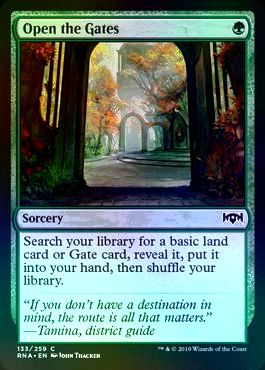 Open the Gates
Sorcery
Search your library for a basic land
card or Gate card, reveal it, put it
into your hand, then shuffle your
library.
“If you don’t have a destination in
mind, the route is all that matters.”
—Tamina, district guide
133/259 C
RNA • EN JOHN THACKER
™ & © 2019 Wizards of the Coast